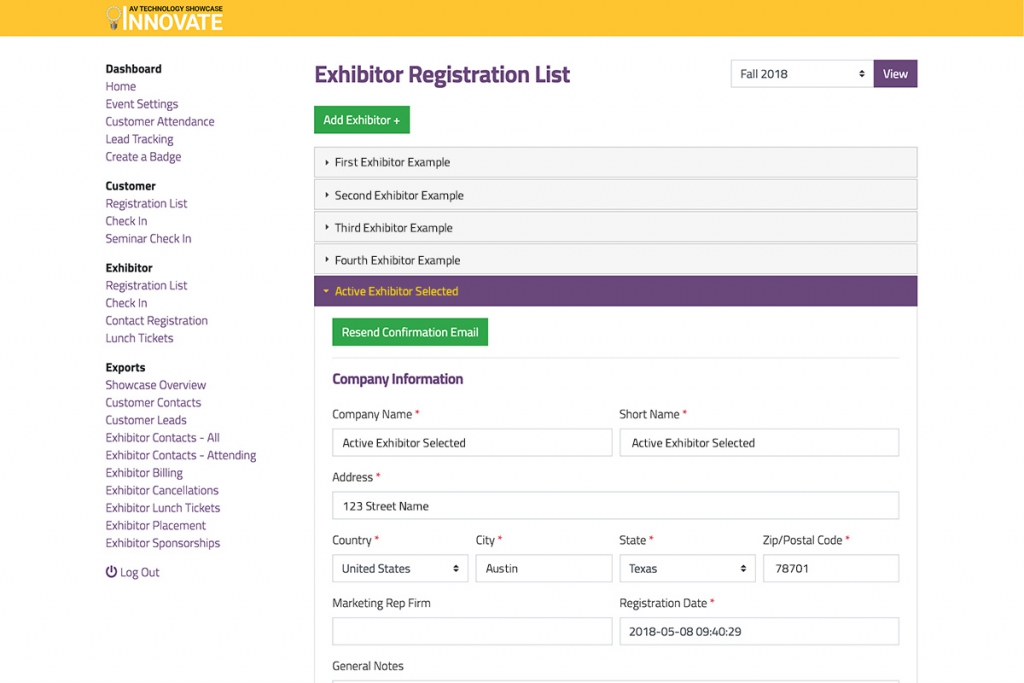 AV TECHNOLOGY SHOWCASE
INNOVATE
Dashboard
Home
Event Settings
Customer Attendance
Lead Tracking
Create a Badge
Customer
Registration List
Check In
Seminar Check In
Exhibitor
Registration List
Check In
Contact Registration
Lunch Tickets
Exports
Showcase Overview
Customer Contacts
Customer Leads
Exhibitor Contacts - All
Exhibitor Contacts - Attending
Exhibitor Billing
Exhibitor Cancellations
Exhibitor Lunch Tickets
Exhibitor Placement
Exhibitor Sponsorships
Log Out
Exhibitor Registration List
Fall 2018 View
Add Exhibitor +
First Exhibitor Example
Second Exhibitor Example
Third Exhibitor Example
Fourth Exhibitor Example
Active Exhibitor Selected
Resend Confirmation Email
Company Information
Company Name * Short Name *
Active Exhibitor Selected Active Exhibitor Selected
Address *
123 Street Name
Country * City * State * Zip/Postal Code *
United States Austin Texas 78701
Marketing Rep Firm Registration Date *
2018-05-08 09:40:29
General Notes